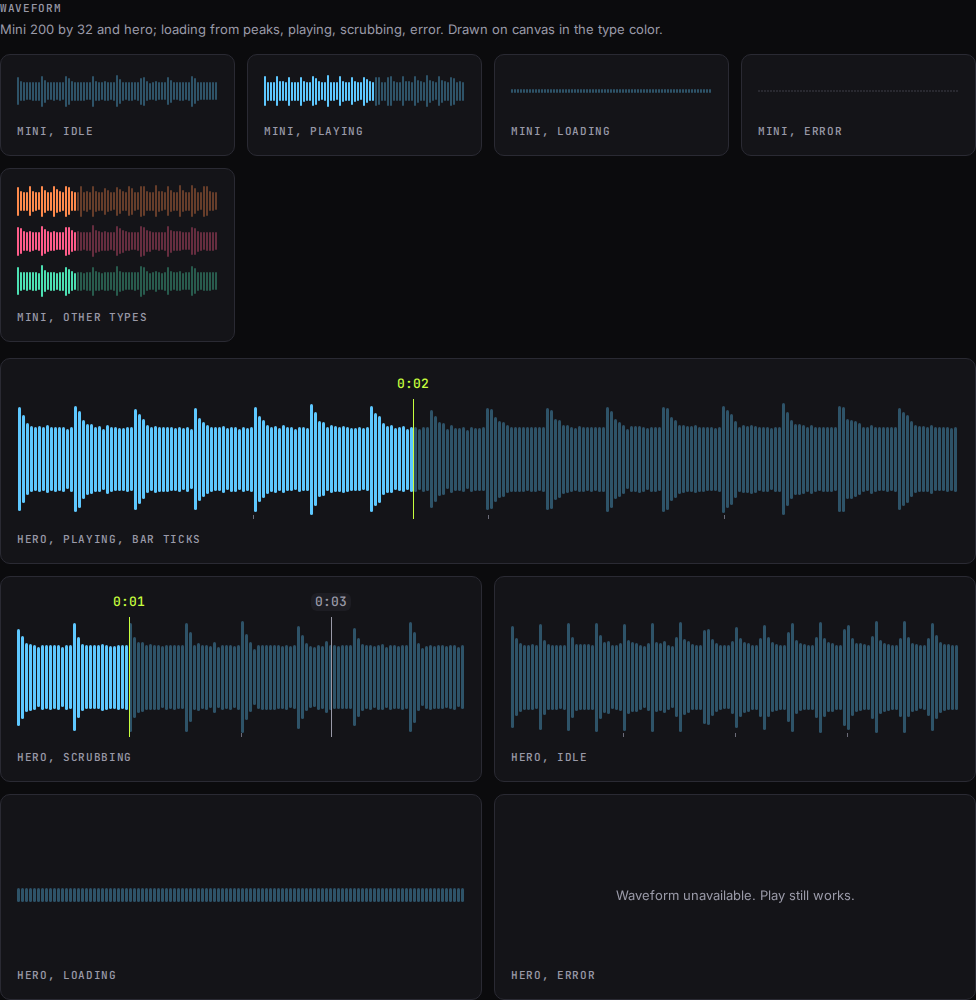 WAVEFORM
Mini 200 by 32 and hero; loading from peaks, playing, scrubbing, error. Drawn on canvas in the type color.
MINI, IDLE
MINI, PLAYING
MINI, LOADING
MINI, ERROR
MINI, OTHER TYPES
0:02
HERO, PLAYING, BAR TICKS
0:01
0:03
HERO, SCRUBBING
HERO, IDLE
HERO, LOADING
Waveform unavailable. Play still works.
HERO, ERROR